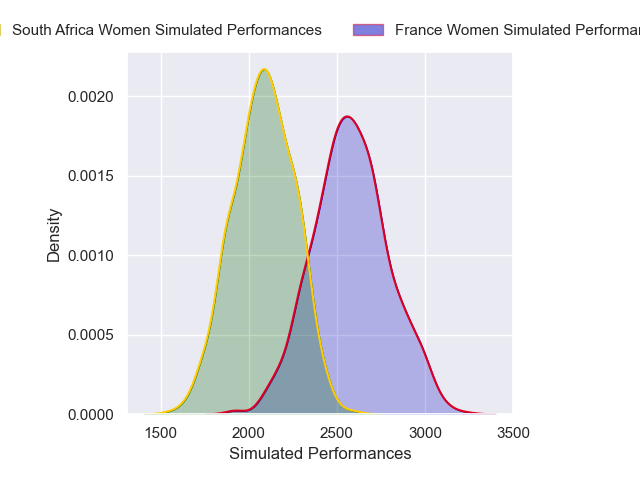 South Africa Women Simulated Performances
France Women Simulated
0.0020
0.0015
0.0010
0.0005
0.0000
Density
1500 2000 2500 3000 3500
Simulated Performances